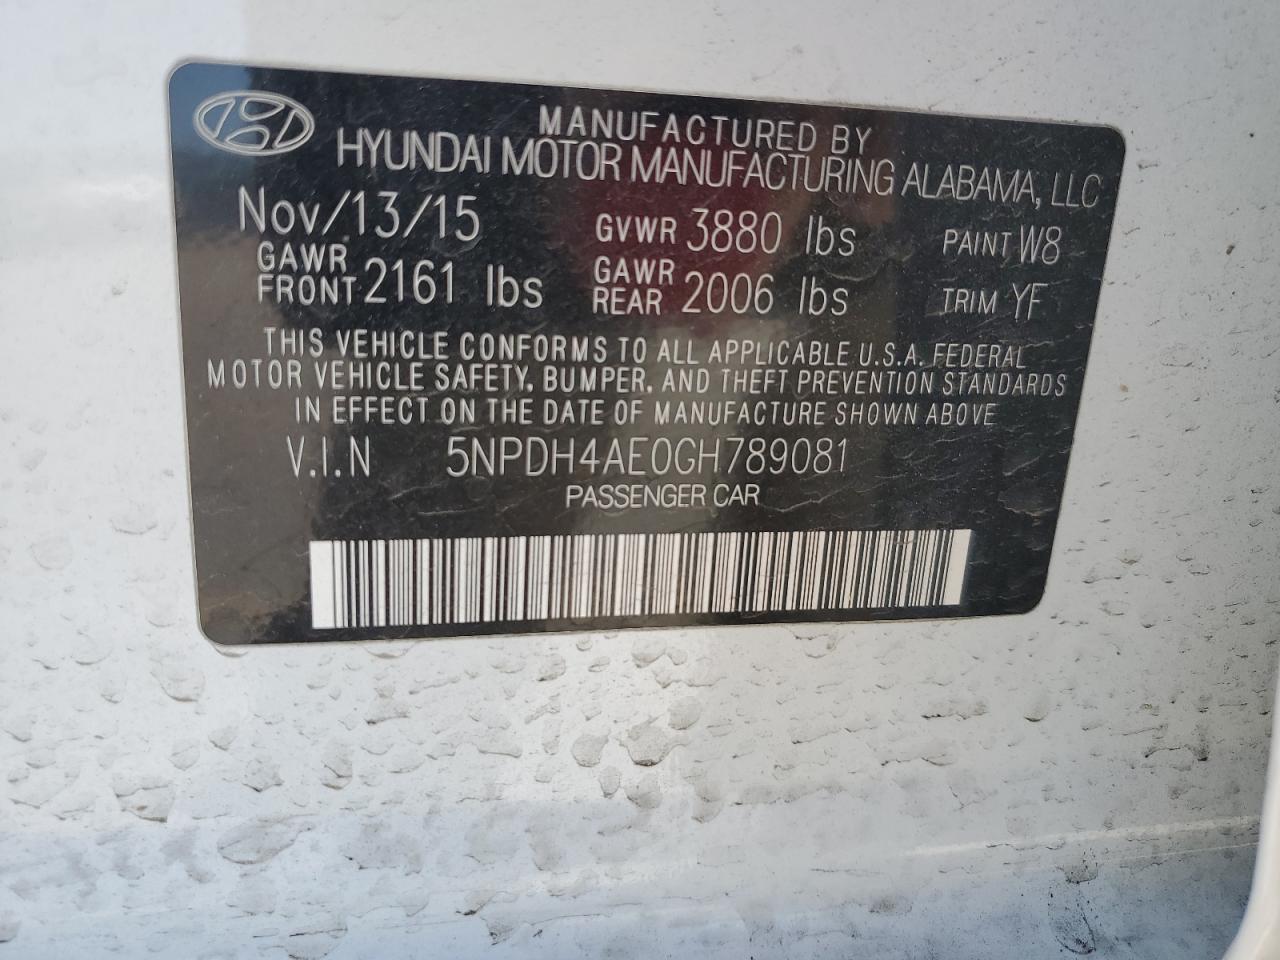 MANUFACTURED BY
HYUNDAI MOTOR MANUFACTURING ALABAMA, LLC
Nov/13/15 GVWR 3880 lbs PAINT W8
GAWR FRONT 2161 lbs GAWR REAR 2006 lbs TRIM YF
THIS VEHICLE CONFORMS TO ALL APPLICABLE U.S.A. FEDERAL
MOTOR VEHICLE SAFETY, BUMPER, AND THEFT PREVENTION STANDARDS
IN EFFECT ON THE DATE OF MANUFACTURE SHOWN ABOVE
V.I.N 5NPDH4AE0GH789081
PASSENGER CAR